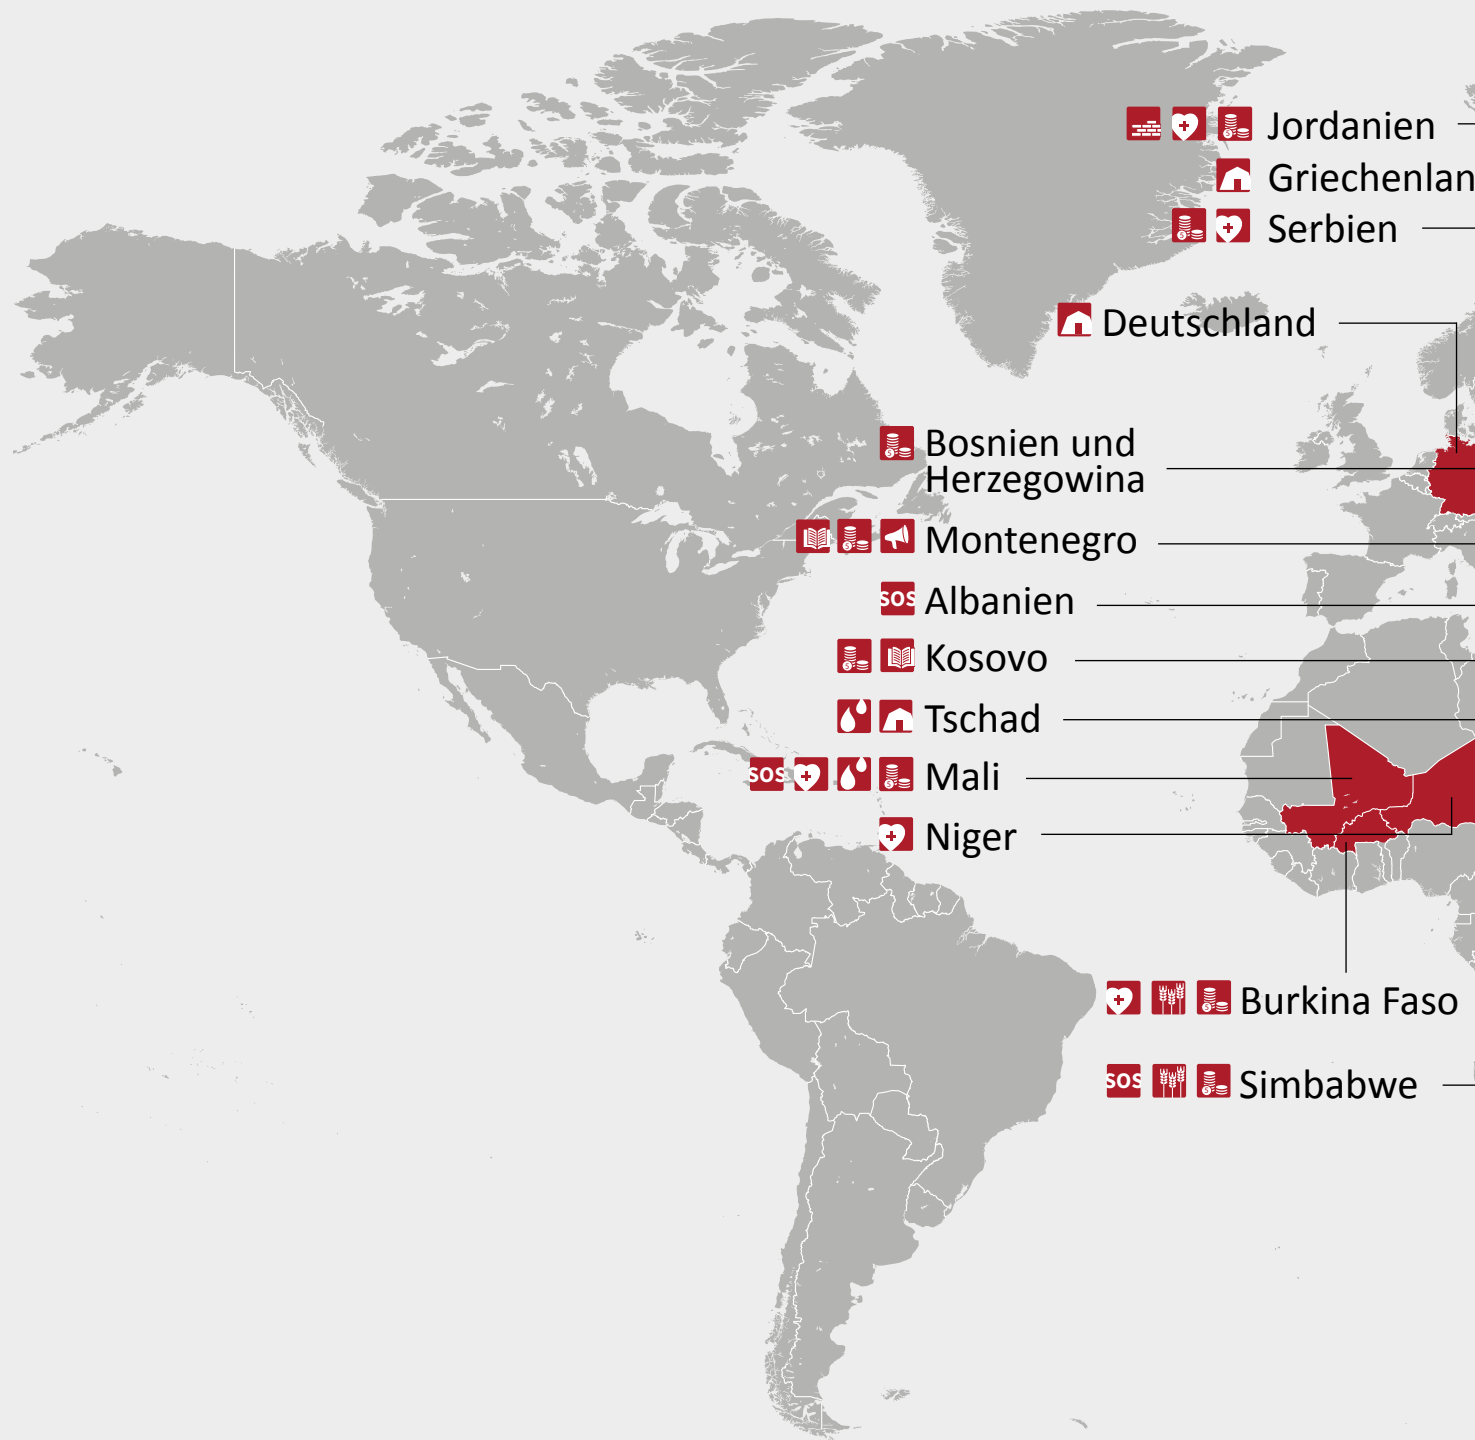 Jordanien
Griechenlan
Serbien
Deutschland
Bosnien und
Herzegowina
Montenegro
SOS Albanien
Kosovo
Tschad
SOS Mali
Niger
Burkina Faso
SOS Simbabwe